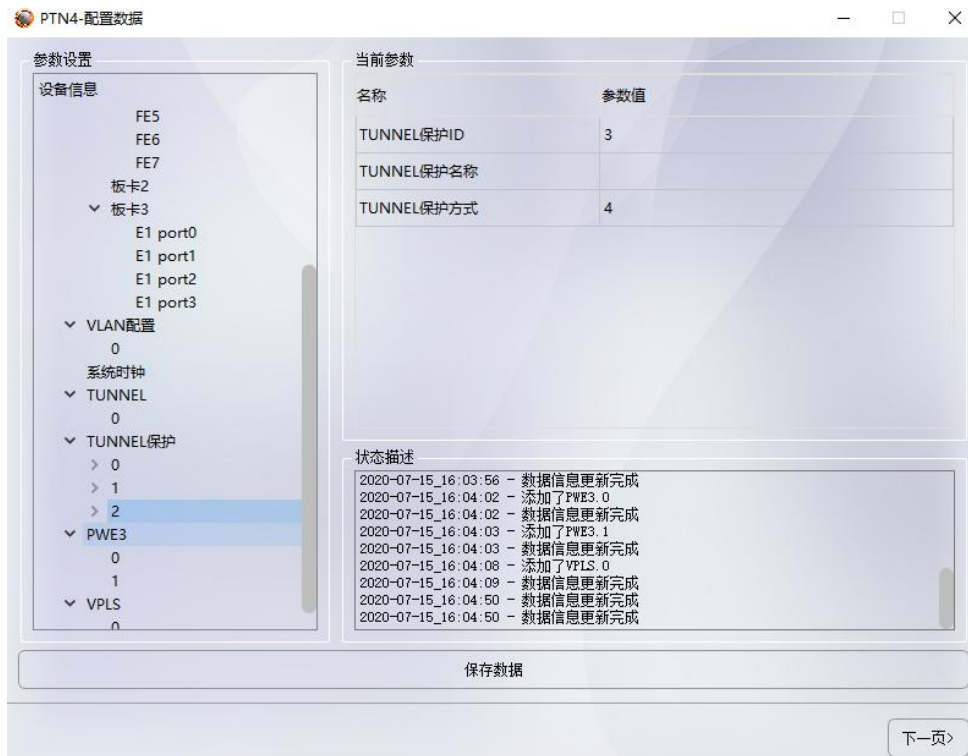 PTN4-配置数据
参数设置
设备信息
FE5
FE6
FE7
板卡2
板卡3
E1 port0
E1 port1
E1 port2
E1 port3
VLAN配置
0
系统时钟
TUNNEL
0
TUNNEL保护
0
1
2
PWE3
0
1
VPLS
0
当前参数
名称 参数值
TUNNEL保护ID 3
TUNNEL保护名称
TUNNEL保护方式 4
状态描述
2020-07-15_16:03:56 - 数据信息更新完成
2020-07-15_16:04:02 - 添加了PWE3.0
2020-07-15_16:04:02 - 数据信息更新完成
2020-07-15_16:04:03 - 添加了PWE3.1
2020-07-15_16:04:03 - 数据信息更新完成
2020-07-15_16:04:08 - 添加了VPLS.0
2020-07-15_16:04:09 - 数据信息更新完成
2020-07-15_16:04:50 - 数据信息更新完成
2020-07-15_16:04:50 - 数据信息更新完成
保存数据
下一页>